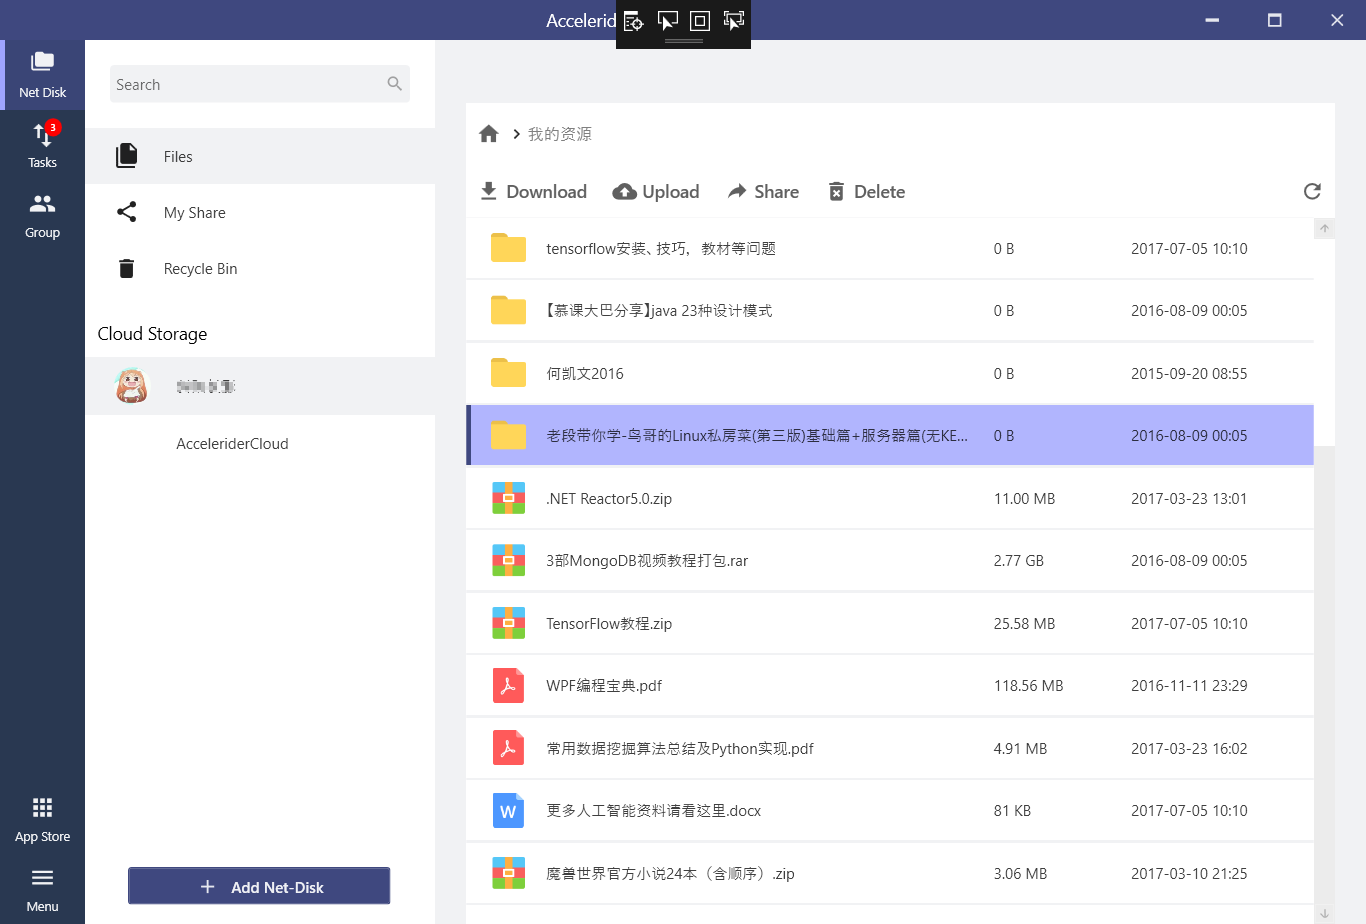 Accelerid
Net Disk
3
Tasks
Group
App Store
Menu
Search
Files
My Share
Recycle Bin
Cloud Storage
AcceleriderCloud
Add Net-Disk
我的资源
Download Upload Share Delete
tensorflow安装、技巧，教材等问题 0 B 2017-07-05 10:10
【慕课大巴分享】java 23种设计模式 0 B 2016-08-09 00:05
何凯文2016 0 B 2015-09-20 08:55
老段带你学-鸟哥的Linux私房菜(第三版)基础篇+服务器篇(无KE... 0 B 2016-08-09 00:05
.NET Reactor5.0.zip 11.00 MB 2017-03-23 13:01
3部MongoDB视频教程打包.rar 2.77 GB 2016-08-09 00:05
TensorFlow教程.zip 25.58 MB 2017-07-05 10:10
WPF编程宝典.pdf 118.56 MB 2016-11-11 23:29
常用数据挖掘算法总结及Python实现.pdf 4.91 MB 2017-03-23 16:02
W 更多人工智能资料请看这里.docx 81 KB 2017-07-05 10:10
魔兽世界官方小说24本（含顺序）.zip 3.06 MB 2017-03-10 21:25